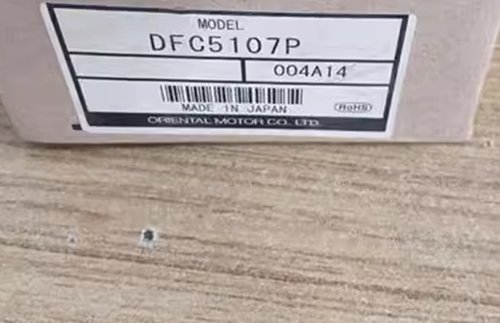 MODEL
DFC5107P
004A14
MADE IN JAPAN
RoHS
ORIENTAL MOTOR CO., LTD.